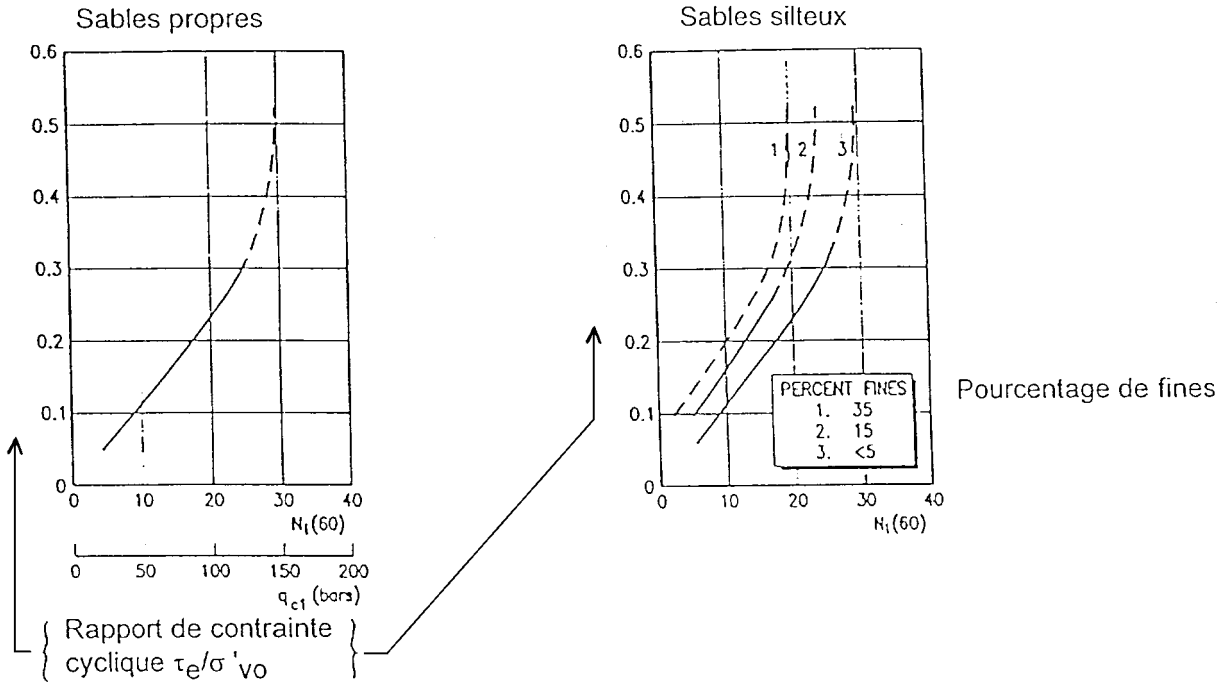 Sables propres
0.6
0.5
0.4
0.3
0.2
0.1
0
0 10 20 30 40
N₁(60)
0 50 100 150 200
q_c1 (bars)
Rapport de contrainte
cyclique τe/σ'vo
Sables silteux
0.6
0.5
0.4
0.3
0.2
0.1
0
1 2 3
PERCENT FINES
1. 35
2. 15
3. <5
0 10 20 30 40
N₁(60)
Pourcentage de fines